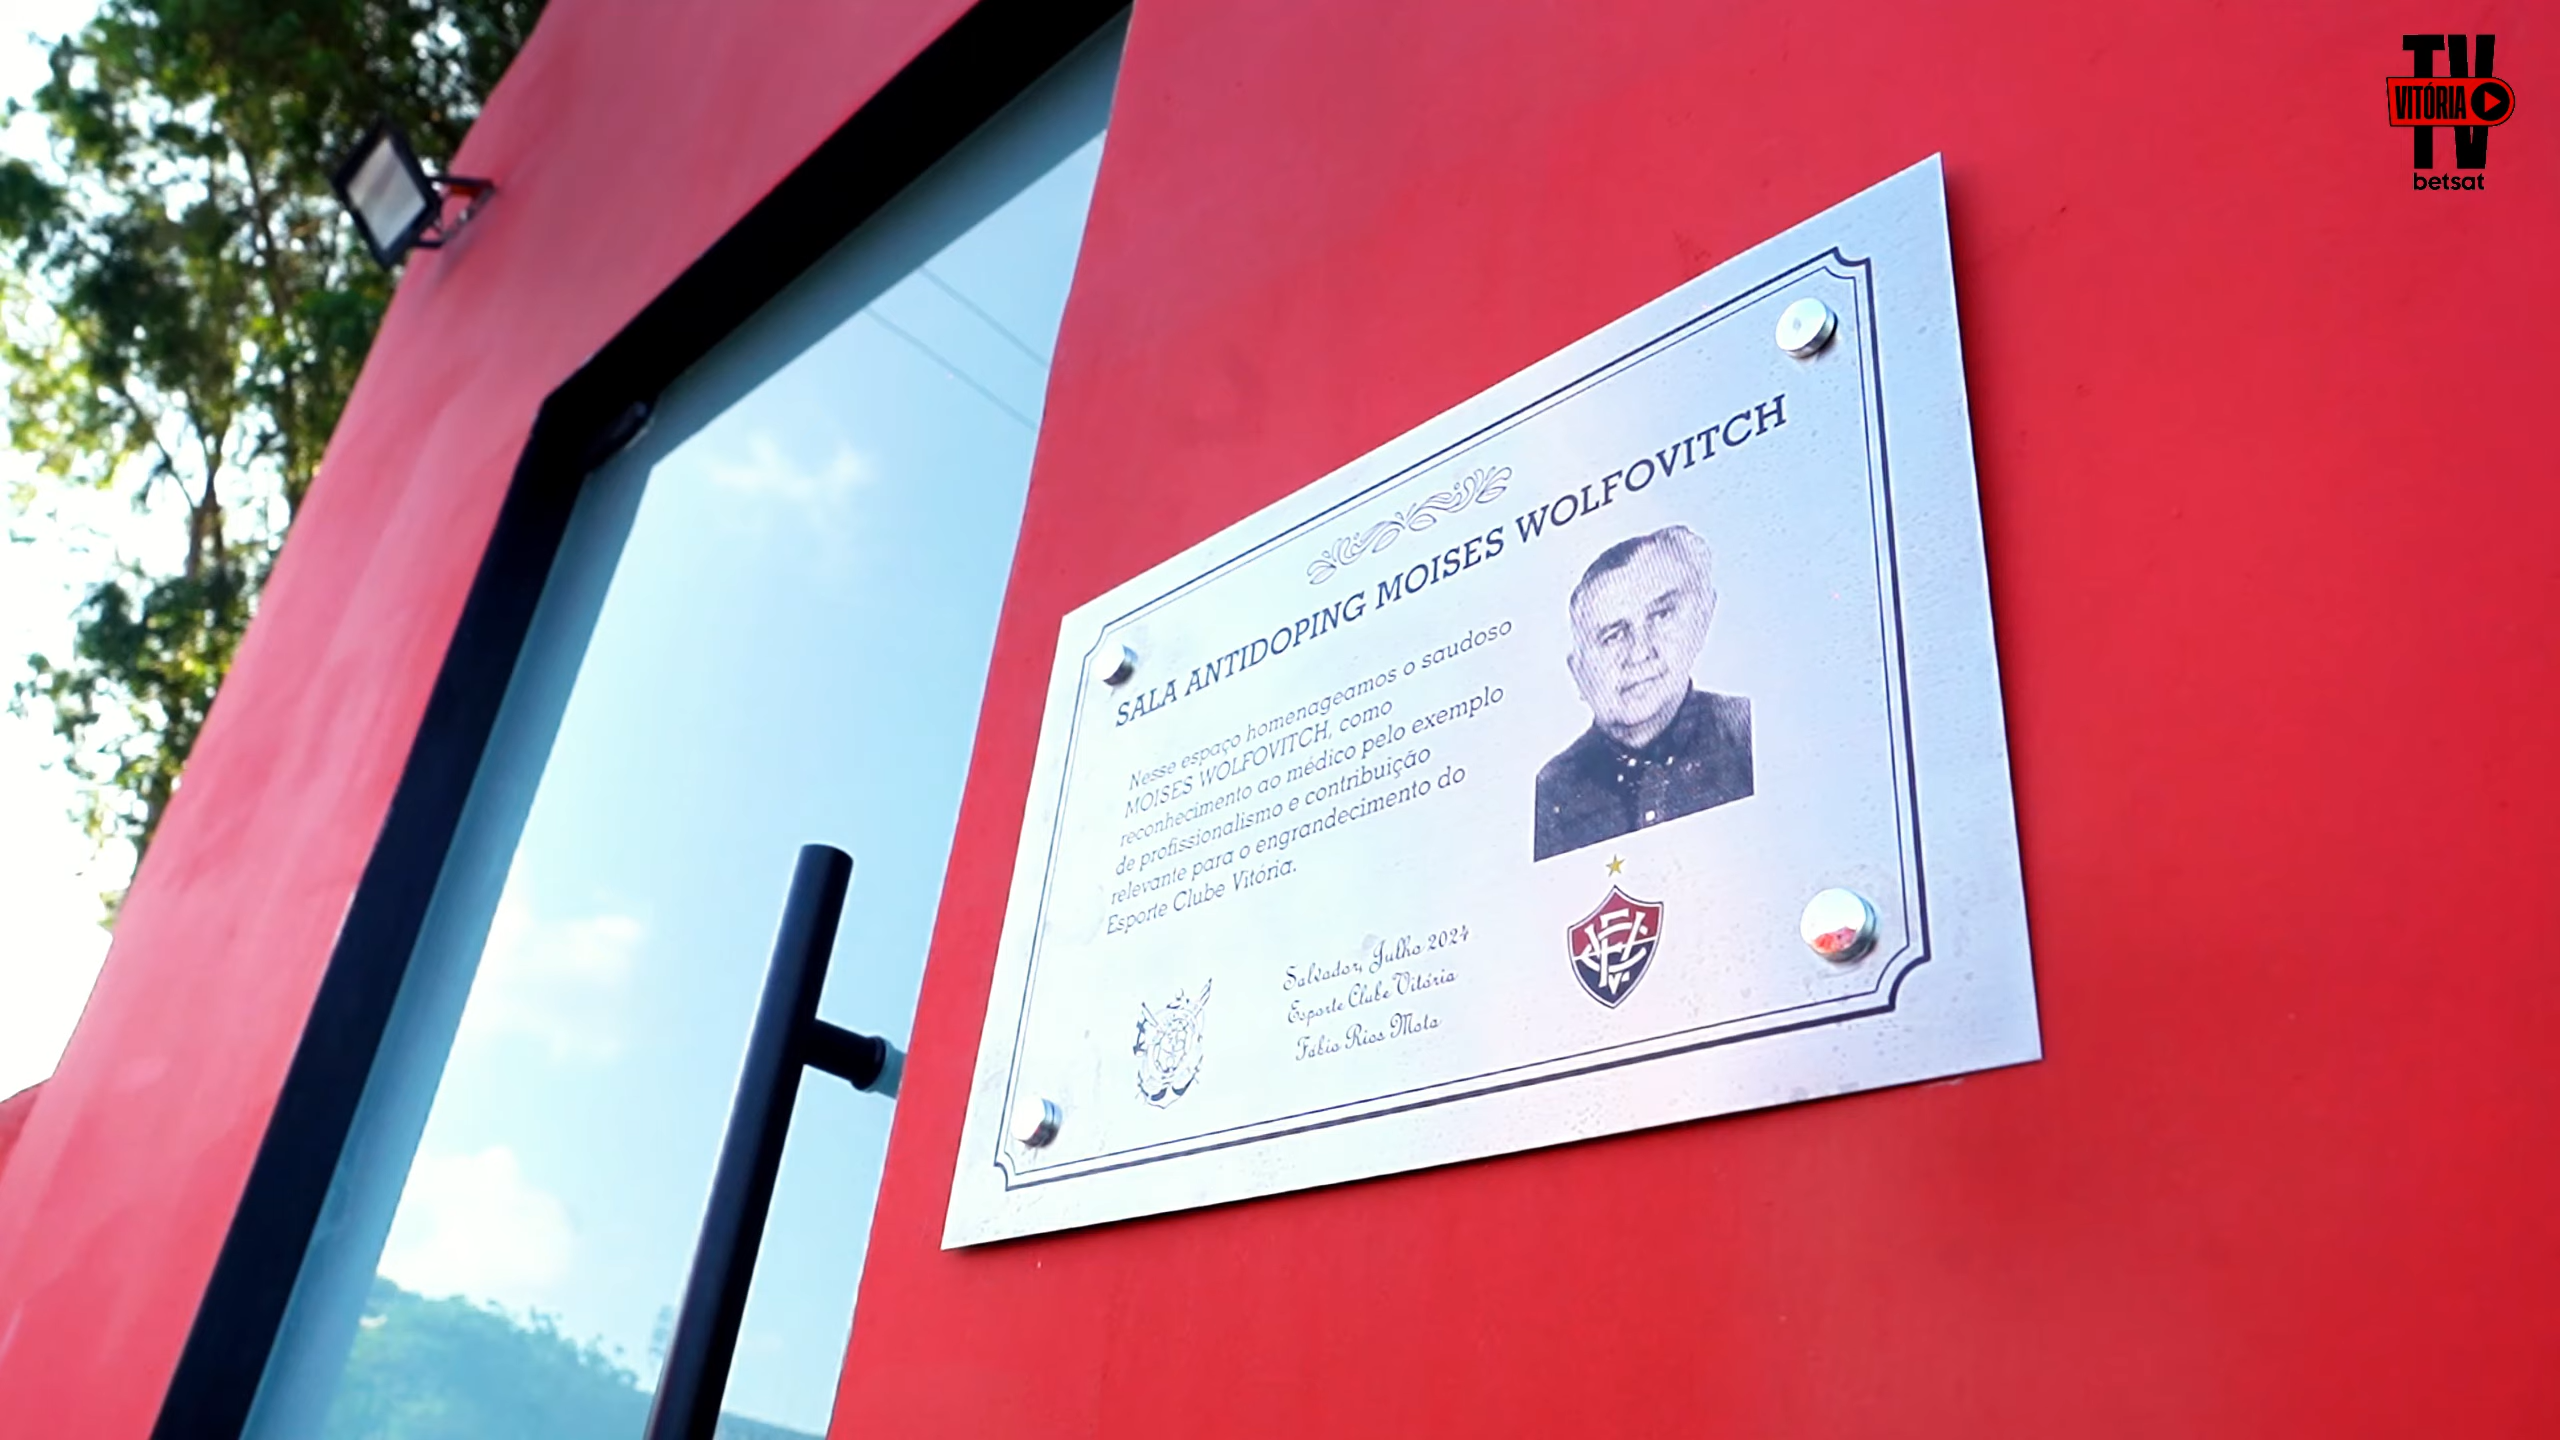 TV
VITÓRIA
betsat
SALA ANTIDOPING MOISES WOLFOVITCH
Nesse espaço homenageamos o saudoso
MOISES WOLFOVITCH, como
reconhecimento ao médico pelo exemplo
de profissionalismo e contribuição
relevante para o engrandecimento do
Esporte Clube Vitória.
Salvador, Julho 2024
Esporte Clube Vitória
Fábio Rios Mota